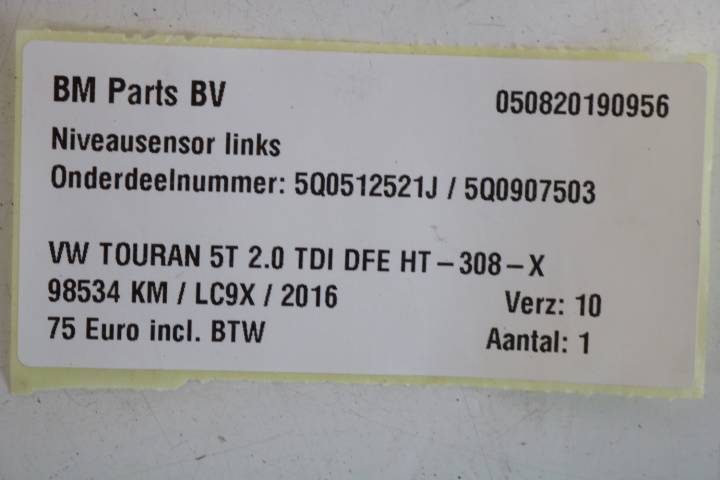 BM Parts BV 050820190956
Niveausensor links
Onderdeelnummer: 5Q0512521J / 5Q0907503
VW TOURAN 5T 2.0 TDI DFE HT-308-X
98534 KM / LC9X / 2016 Verz: 10
75 Euro incl. BTW Aantal: 1